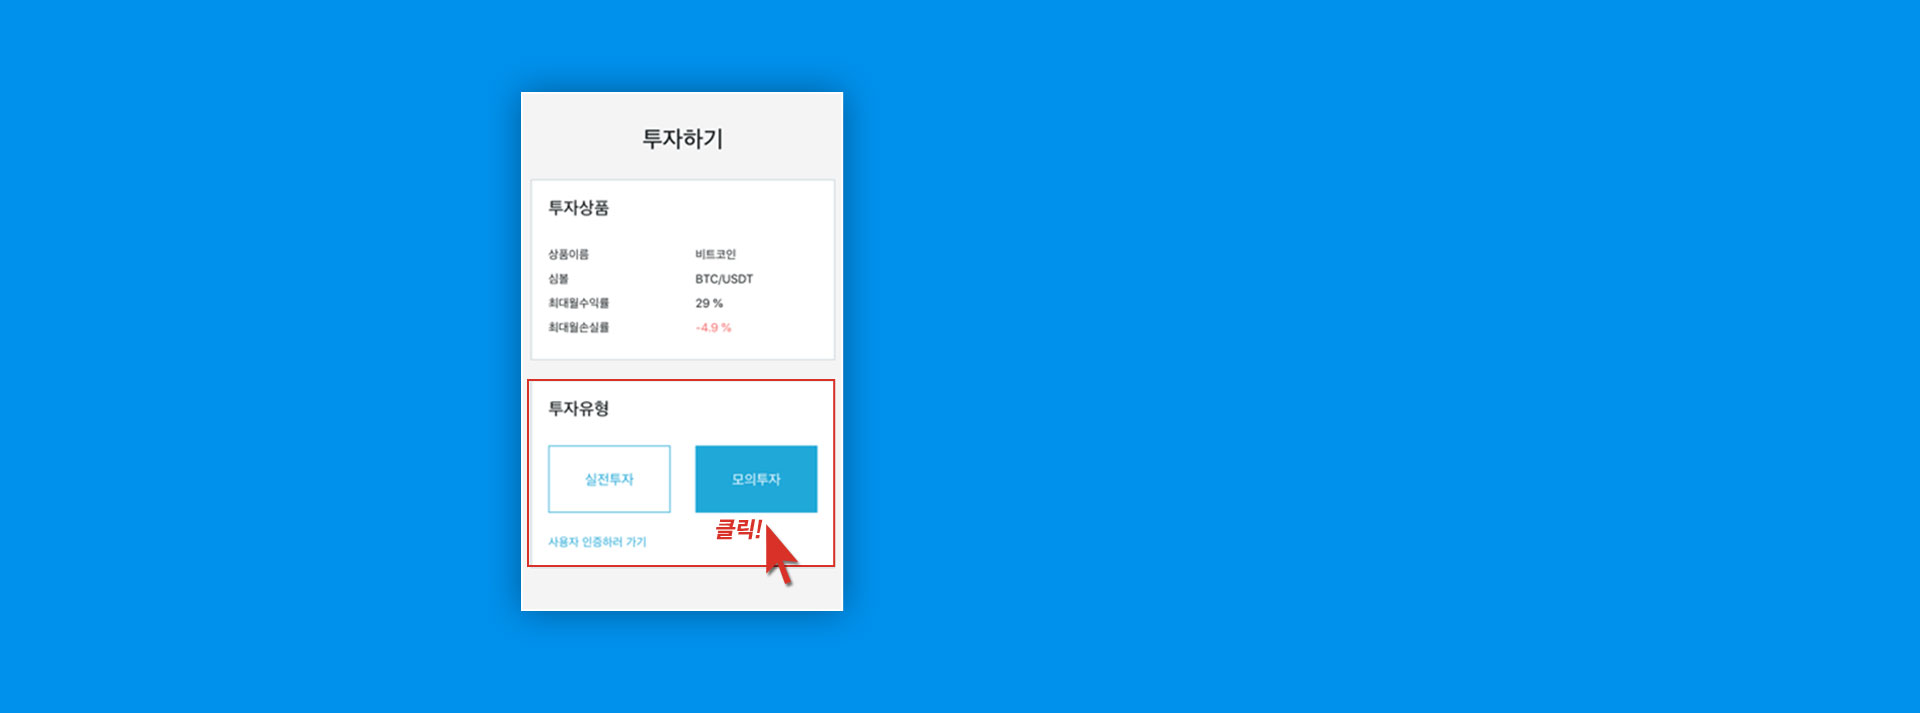 투자하기
투자상품
상품이름 비트코인
심볼 BTC/USDT
최대월수익률 29 %
최대월손실률 -4.9 %
투자유형
실전투자 모의투자
클릭!
사용자 인증하러 가기